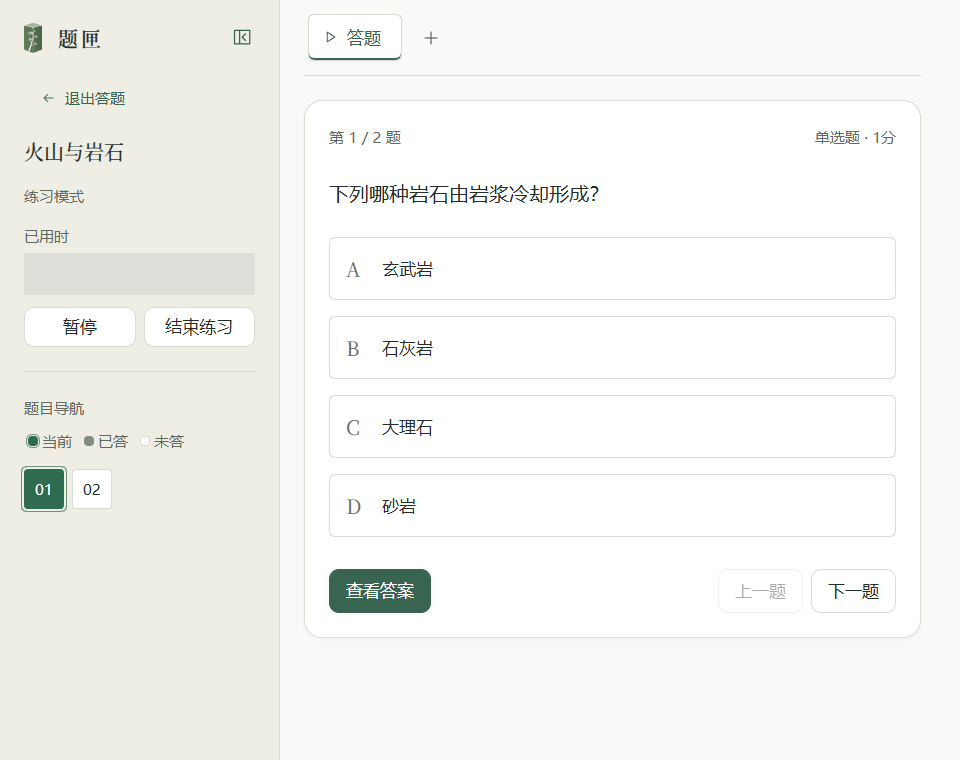 题匣
退出答题
火山与岩石
练习模式
已用时
暂停 结束练习
题目导航
当前 已答 未答
01 02
答题
第 1 / 2 题 单选题 · 1分
下列哪种岩石由岩浆冷却形成？
A 玄武岩
B 石灰岩
C 大理石
D 砂岩
查看答案 上一题 下一题